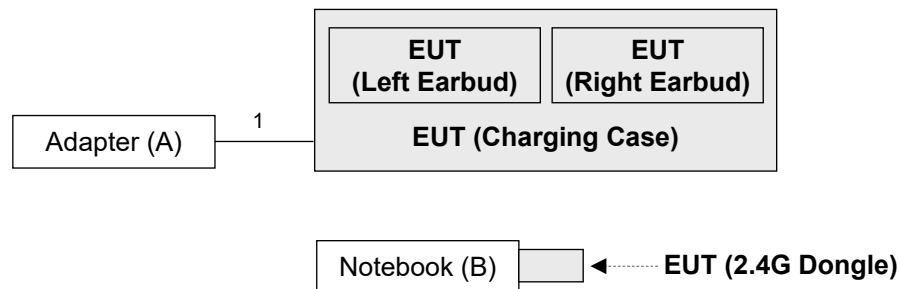 EUT
(Left Earbud)
EUT
(Right Earbud)
1
Adapter (A)
EUT (Charging Case)
Notebook (B)
EUT (2.4G Dongle)